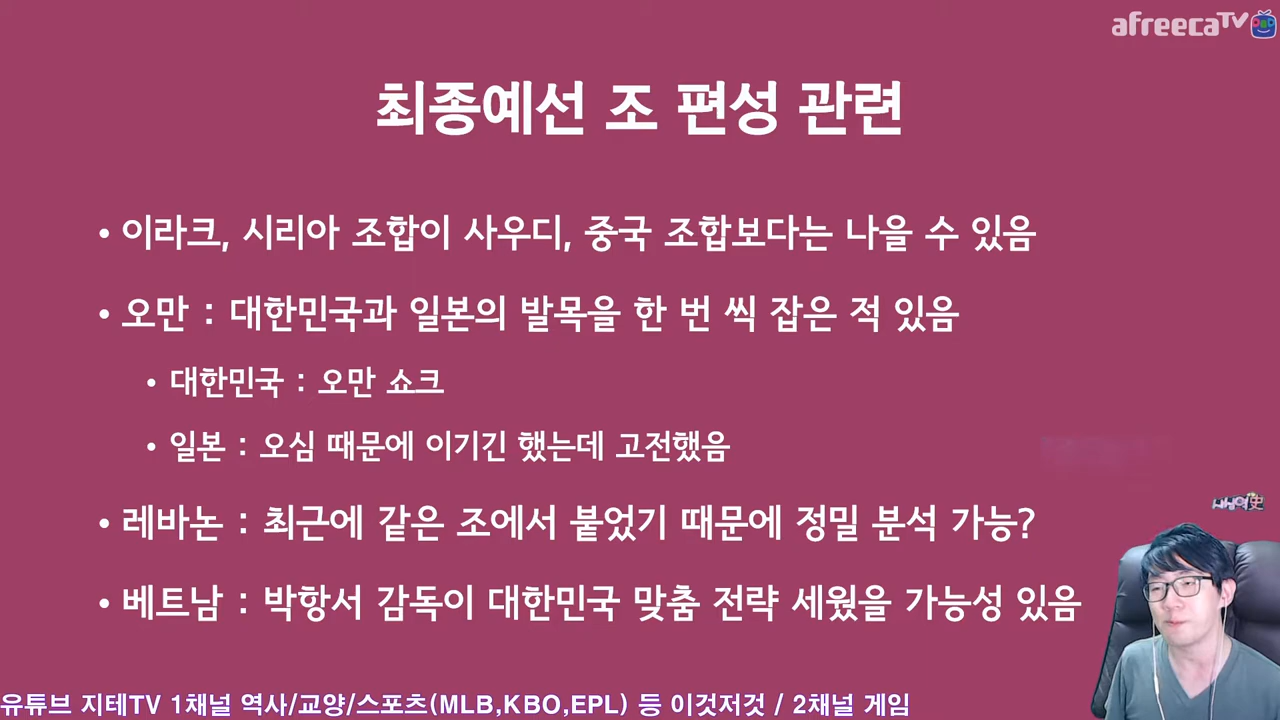 afreecaTV
최종예선 조 편성 관련
• 이라크, 시리아 조합이 사우디, 중국 조합보다는 나을 수 있음
• 오만 : 대한민국과 일본의 발목을 한 번 씩 잡은 적 있음
• 대한민국 : 오만 쇼크
• 일본 : 오심 때문에 이기긴 했는데 고전했음
• 레바논 : 최근에 같은 조에서 붙었기 때문에 정밀 분석 가능?
• 베트남 : 박항서 감독이 대한민국 맞춤 전략 세웠을 가능성 있음
유튜브 지테TV 1채널 역사/교양/스포츠(MLB,KBO,EPL) 등 이것저것 / 2채널 게임